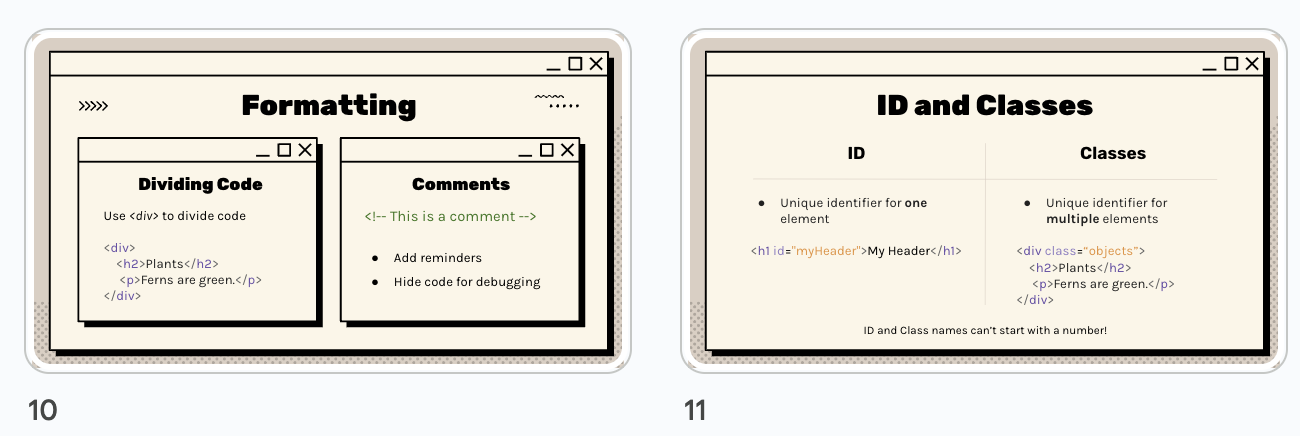 Formatting
Dividing Code
Use <div> to divide code
<div>
<h2>Plants</h2>
<p>Ferns are green.</p>
</div>
Comments
<!-- This is a comment -->
● Add reminders
● Hide code for debugging
10
ID and Classes
ID
● Unique identifier for one
element
<h1 id="myHeader">My Header</h1>
Classes
● Unique identifier for
multiple elements
<div class=“objects”>
<h2>Plants</h2>
<p>Ferns are green.</p>
</div>
ID and Class names can’t start with a number!
11